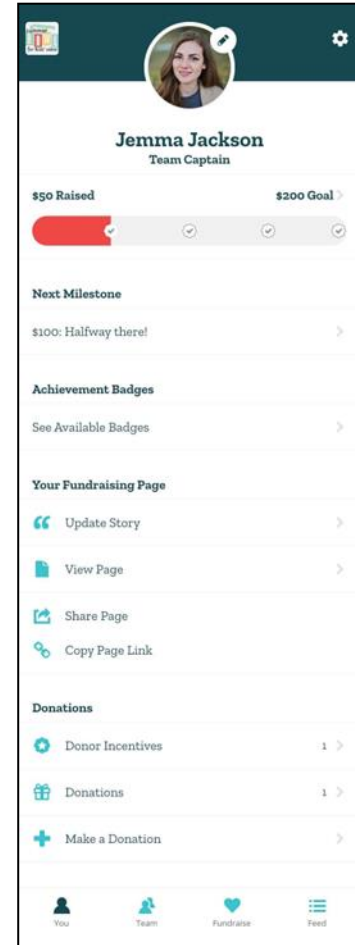 Jemma Jackson
Team Captain
$50 Raised $200 Goal
Next Milestone
$100: Halfway there!
Achievement Badges
See Available Badges
Your Fundraising Page
Update Story
View Page
Share Page
Copy Page Link
Donations
Donor Incentives 1
Donations 1
Make a Donation
You Team Fundraise Feed